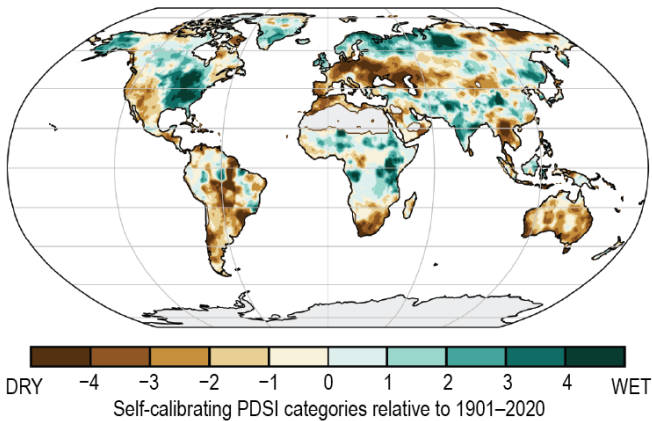 DRY −4 −3 −2 −1 0 1 2 3 4 WET
Self-calibrating PDSI categories relative to 1901–2020